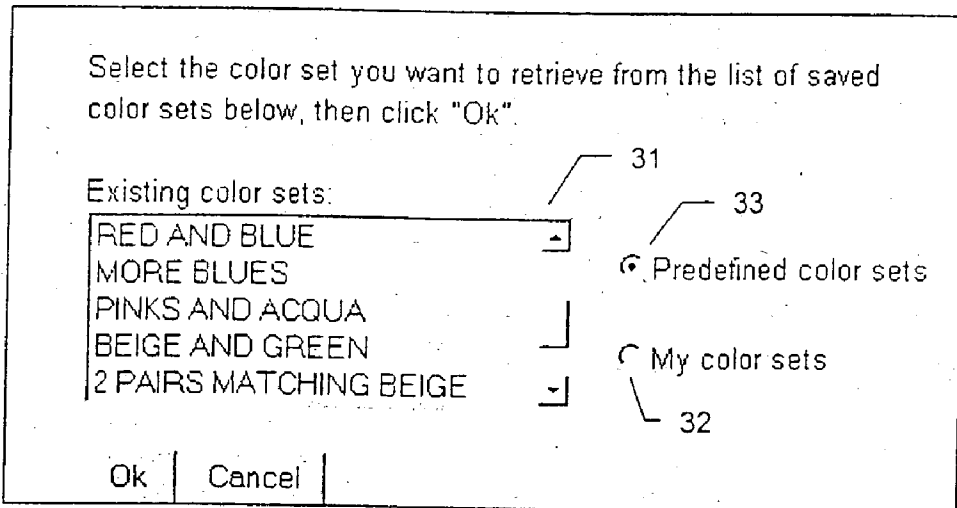 Select the color set you want to retrieve from the list of saved
color sets below, then click "Ok".
31
Existing color sets:
33
RED AND BLUE
MORE BLUES
Predefined color sets
PINKS AND ACQUA
BEIGE AND GREEN
My color sets
2 PAIRS MATCHING BEIGE
32
Ok
Cancel